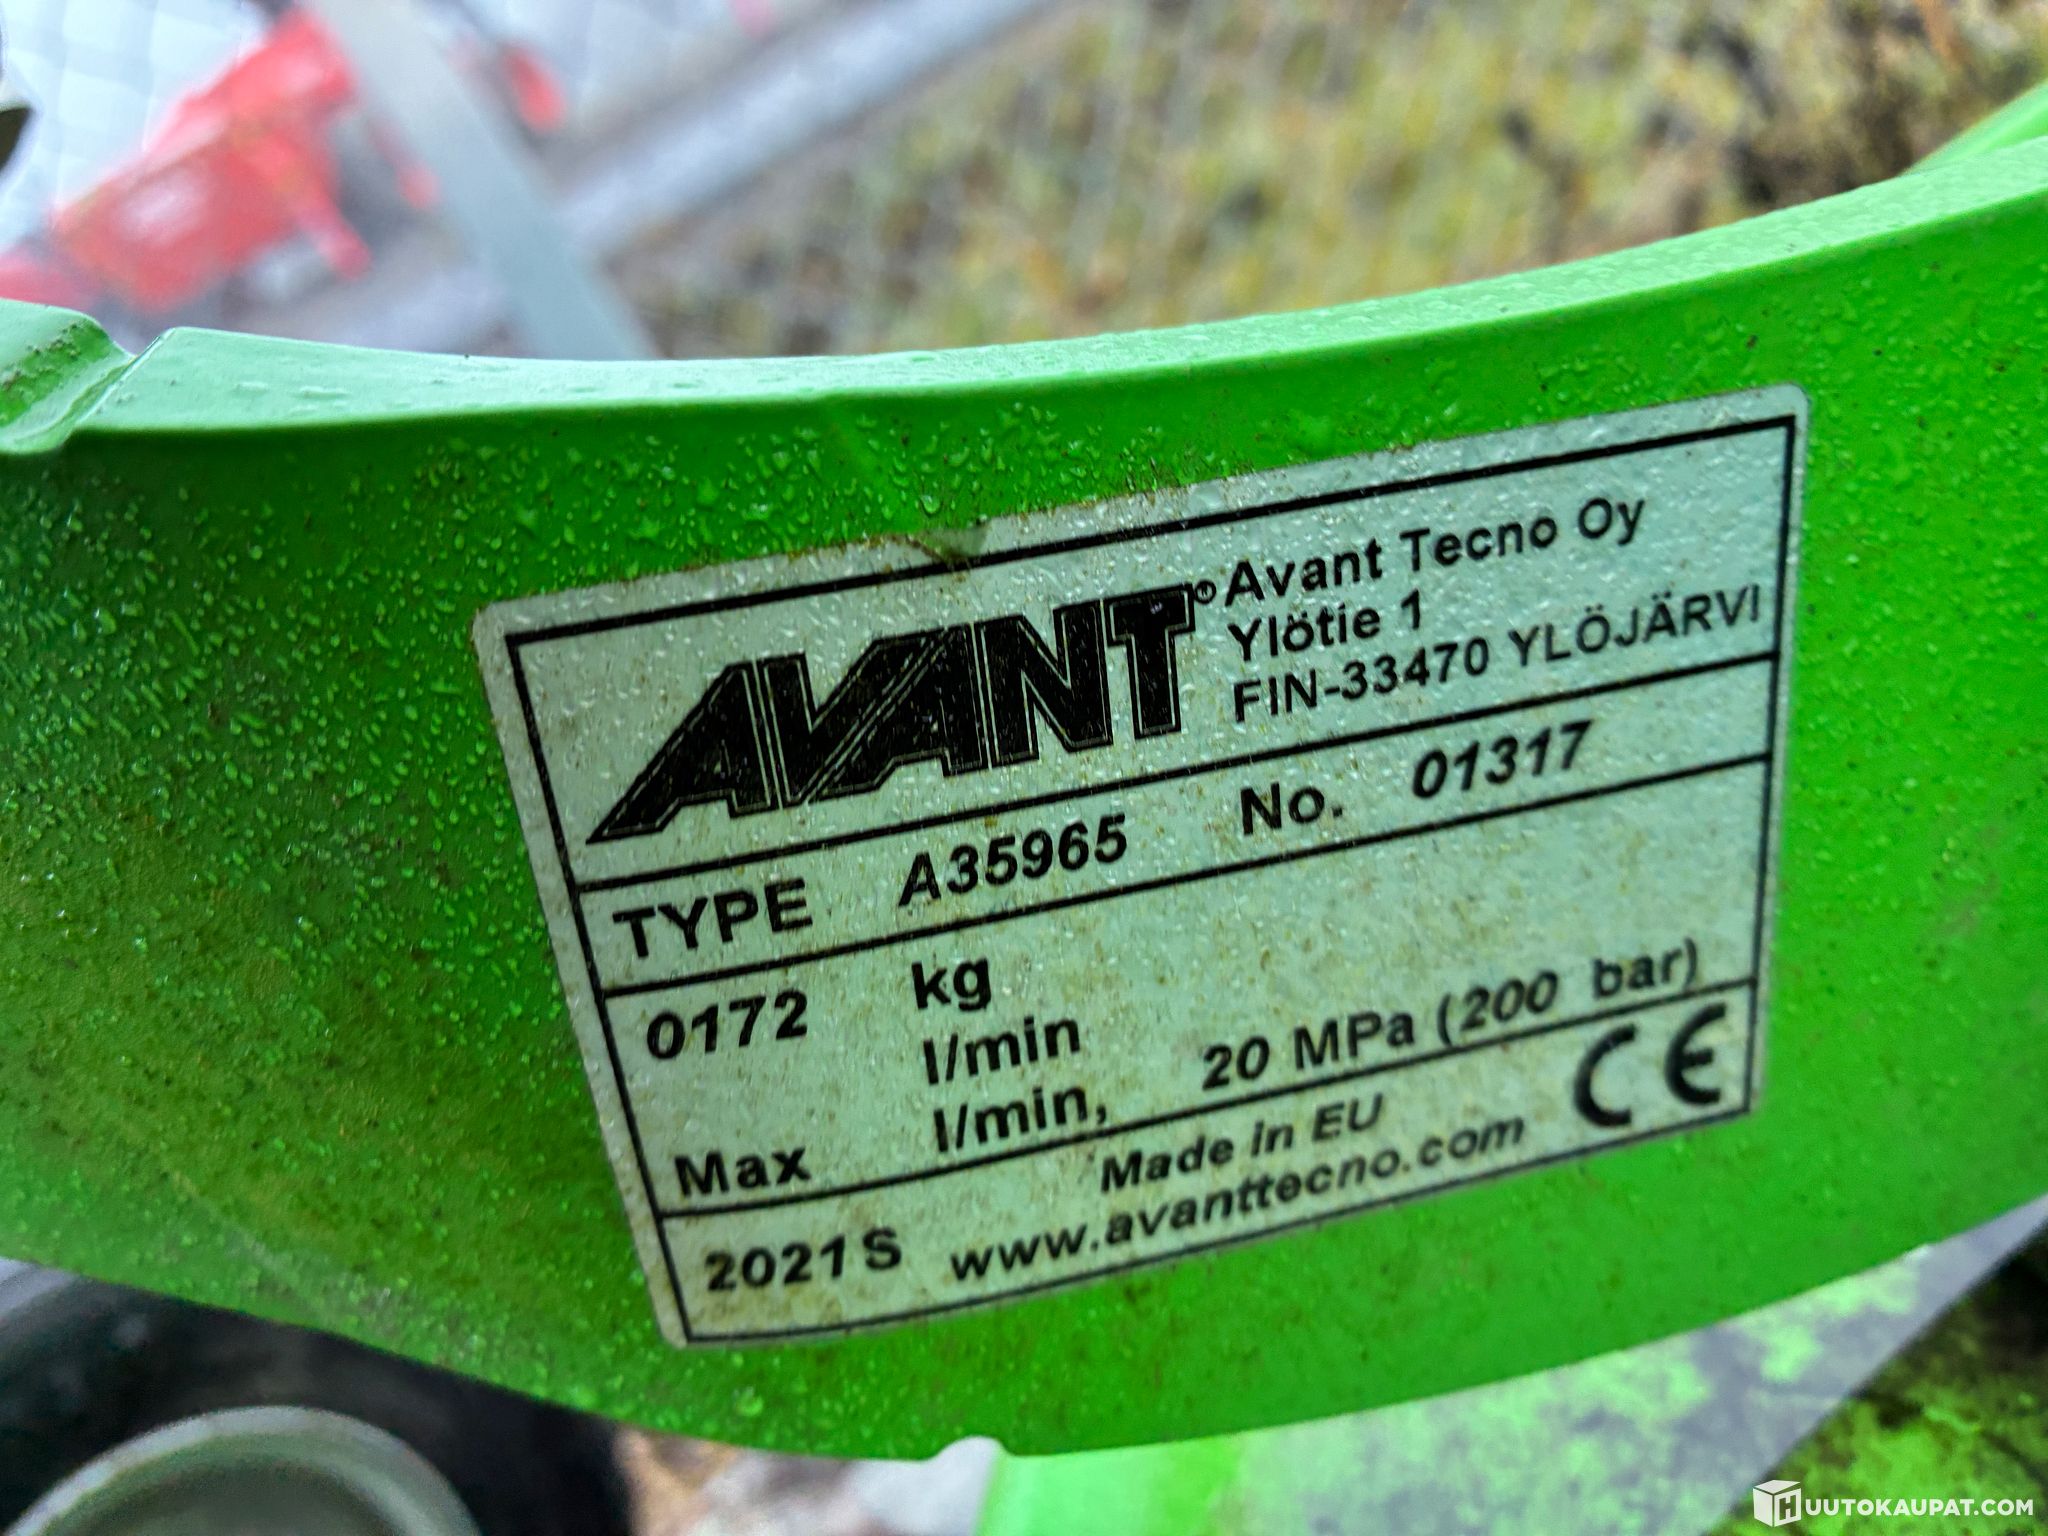 AVANT®
Avant Tecno Oy
Ylötie 1
FIN-33470 YLÖJÄRVI
TYPE A35965 No. 01317
0172 kg
l/min
Max l/min, 20 MPa (200 bar)
2021 S Made in EU
www.avanttecno.com
CE
HUUTOKAUPAT.COM